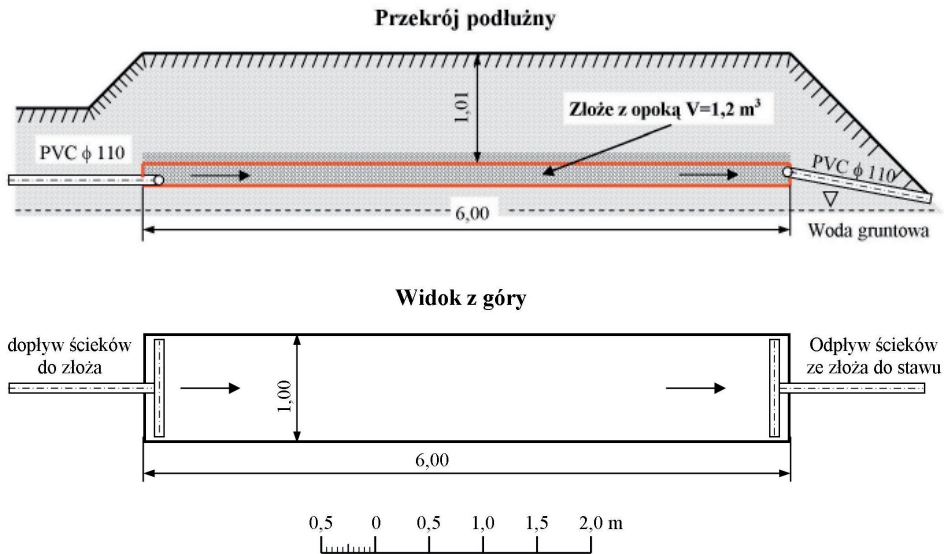 Przekrój podłużny
1,01
Złoże z opoką V=1,2 m³
PVC ϕ 110
PVC ϕ 110
6,00
Woda gruntowa
Widok z góry
dopływ ścieków
do złoża
Odpływ ścieków
ze złoża do stawu
1,00
6,00
0,5 0 0,5 1,0 1,5 2,0 m